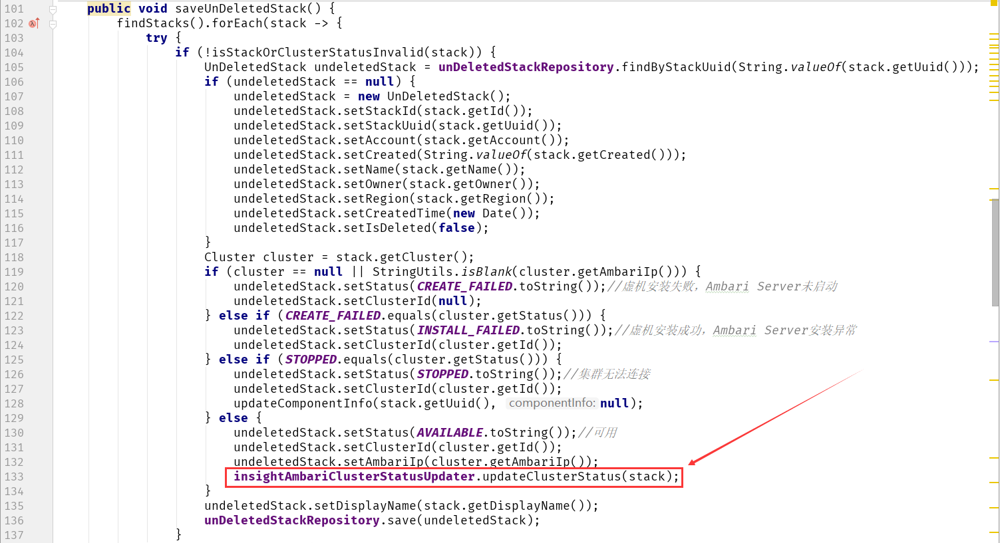 101 public void saveUnDeletedStack() {
102 findStacks().forEach(stack -> {
103 try {
104 if (!isStackOrClusterStatusInvalid(stack)) {
105 UnDeletedStack undeletedStack = unDeletedStackRepository.findByStackUuid(String.valueOf(stack.getUuid()));
106 if (undeletedStack == null) {
107 undeletedStack = new UnDeletedStack();
108 undeletedStack.setStackId(stack.getId());
109 undeletedStack.setStackUuid(stack.getUuid());
110 undeletedStack.setAccount(stack.getAccount());
111 undeletedStack.setCreated(String.valueOf(stack.getCreated()));
112 undeletedStack.setName(stack.getName());
113 undeletedStack.setOwner(stack.getOwner());
114 undeletedStack.setRegion(stack.getRegion());
115 undeletedStack.setCreatedTime(new Date());
116 undeletedStack.setIsDeleted(false);
117 }
118 Cluster cluster = stack.getCluster();
119 if (cluster == null || StringUtils.isBlank(cluster.getAmbariIp())) {
120 undeletedStack.setStatus(CREATE_FAILED.toString());//虚机安装失败，Ambari Server未启动
121 undeletedStack.setClusterId(null);
122 } else if (CREATE_FAILED.equals(cluster.getStatus())) {
123 undeletedStack.setStatus(INSTALL_FAILED.toString());//虚机安装成功，Ambari Server安装异常
124 undeletedStack.setClusterId(cluster.getId());
125 } else if (STOPPED.equals(cluster.getStatus())) {
126 undeletedStack.setStatus(STOPPED.toString());//集群无法连接
127 undeletedStack.setClusterId(cluster.getId());
128 updateComponentInfo(stack.getUuid(), componentInfo: null);
129 } else {
130 undeletedStack.setStatus(AVAILABLE.toString());//可用
131 undeletedStack.setClusterId(cluster.getId());
132 undeletedStack.setAmbariIp(cluster.getAmbariIp());
133 insightAmbariClusterStatusUpdater.updateClusterStatus(stack);
134 }
135 undeletedStack.setDisplayName(stack.getDisplayName());
136 unDeletedStackRepository.save(undeletedStack);
137 }